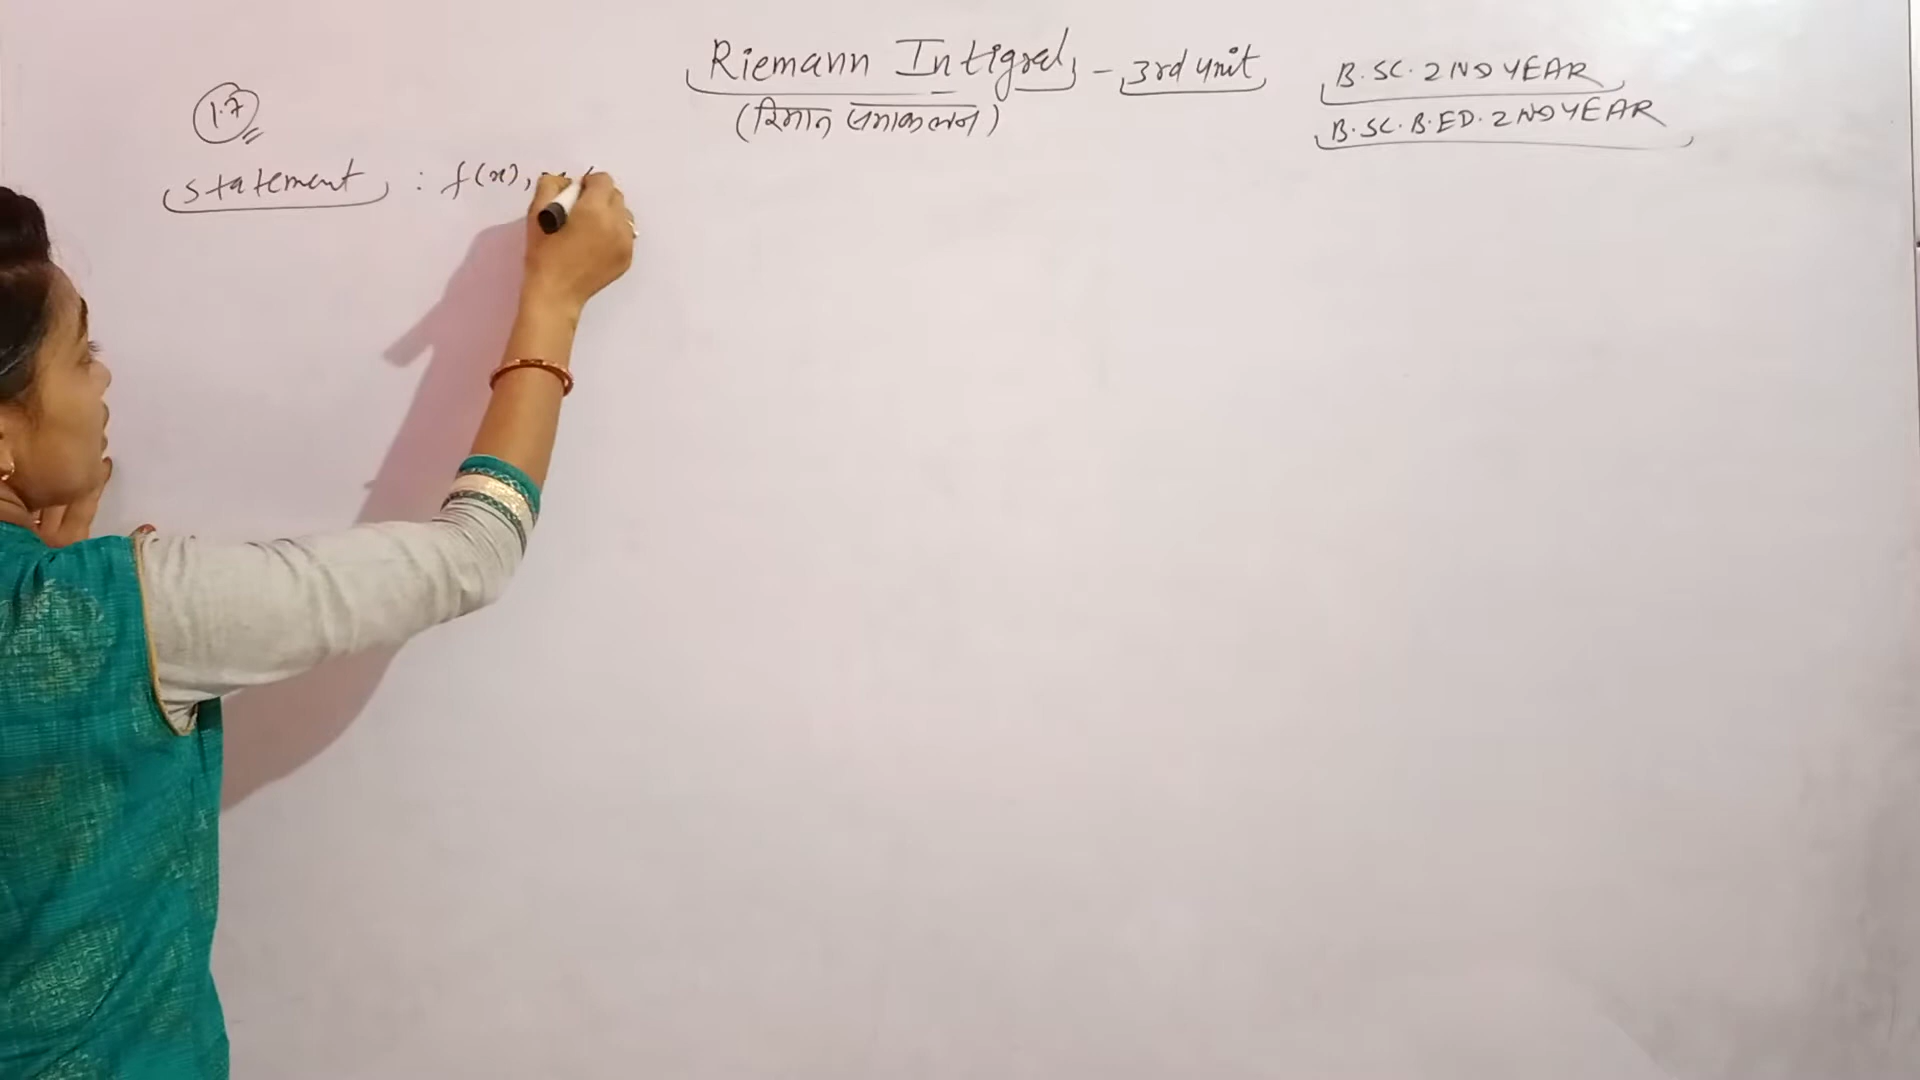 Riemann Intigral - 3rd unit
(रिमान समाकलन)
B.SC. 2ND YEAR
B.SC. B.ED. 2ND YEAR
1.7
Statement : f(x),